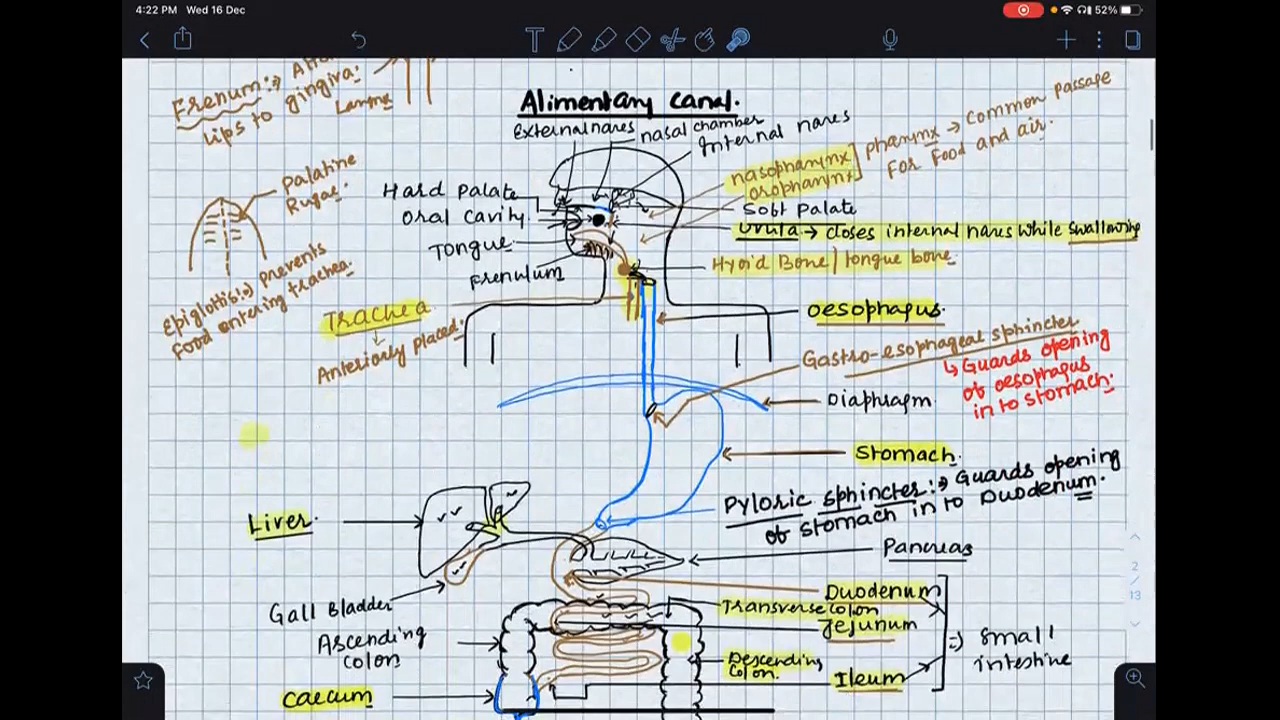 4:22 PM Wed 16 Dec
52%
Frenum:→
lips to gingiva:
Alimentary canal.
External nares
nasal chamber
Internal nares
nasopharynx
oropharynx
pharynx → Common passage
For Food and air.
Palatine
Rugae:
Hard Palate
oral cavity
Tongue
Frenulum
Soft Palate
Uvula → closes internal nares while swallowing
Hyoid Bone/tongue bone
Epiglottis:→ prevents
Food entering trachea.
Trachea
Anteriorly placed:
oesophagus.
Gastro-esophageal sphincter
↳ Guards opening
of oesophagus
in to stomach.
Diaphragm
Stomach.
Pyloric sphincter:→ Guards opening
of stomach in to Duodenum.
Liver.
Pancreas
Gall Bladder
Duodenum
Transverse colon
Jejunum
Ascending
colon
Descending
colon.
Small
intestine
Ileum
Caecum
2
/
13